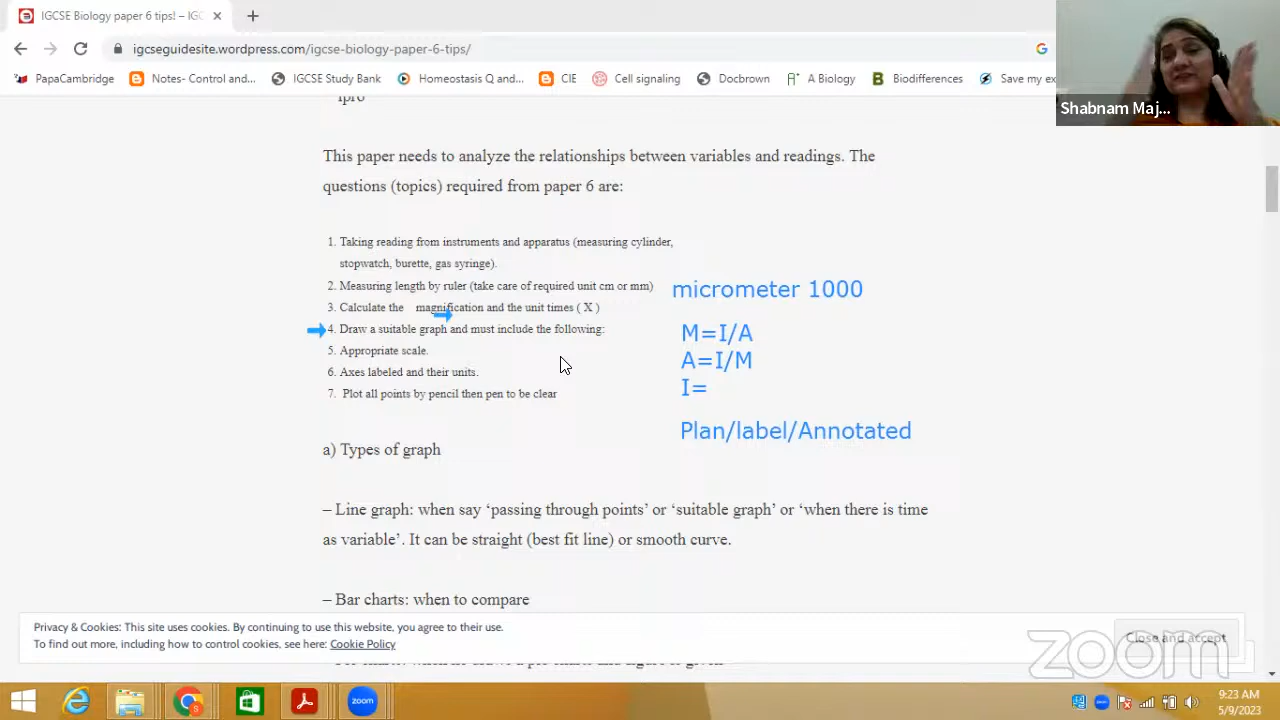 IGCSE Biology paper 6 tips! – IGC
igcseguidesite.wordpress.com/igcse-biology-paper-6-tips/
PapaCambridge Notes- Control and... IGCSE Study Bank Homeostasis Q and... CIE Cell signaling Docbrown A Biology Biodifferences Save my ex
Shabnam Maj...
ipro
This paper needs to analyze the relationships between variables and readings. The
questions (topics) required from paper 6 are:
1. Taking reading from instruments and apparatus (measuring cylinder,
stopwatch, burette, gas syringe).
2. Measuring length by ruler (take care of required unit cm or mm)
micrometer 1000
3. Calculate the magnification and the unit times ( X )
4. Draw a suitable graph and must include the following:
M=I/A
5. Appropriate scale.
A=I/M
6. Axes labeled and their units.
I=
7. Plot all points by pencil then pen to be clear
Plan/label/Annotated
a) Types of graph
– Line graph: when say ‘passing through points’ or ‘suitable graph’ or ‘when there is time
as variable’. It can be straight (best fit line) or smooth curve.
– Bar charts: when to compare
Privacy & Cookies: This site uses cookies. By continuing to use this website, you agree to their use.
To find out more, including how to control cookies, see here: Cookie Policy
Close and accept
zoom
zoom
9:23 AM
5/9/2023